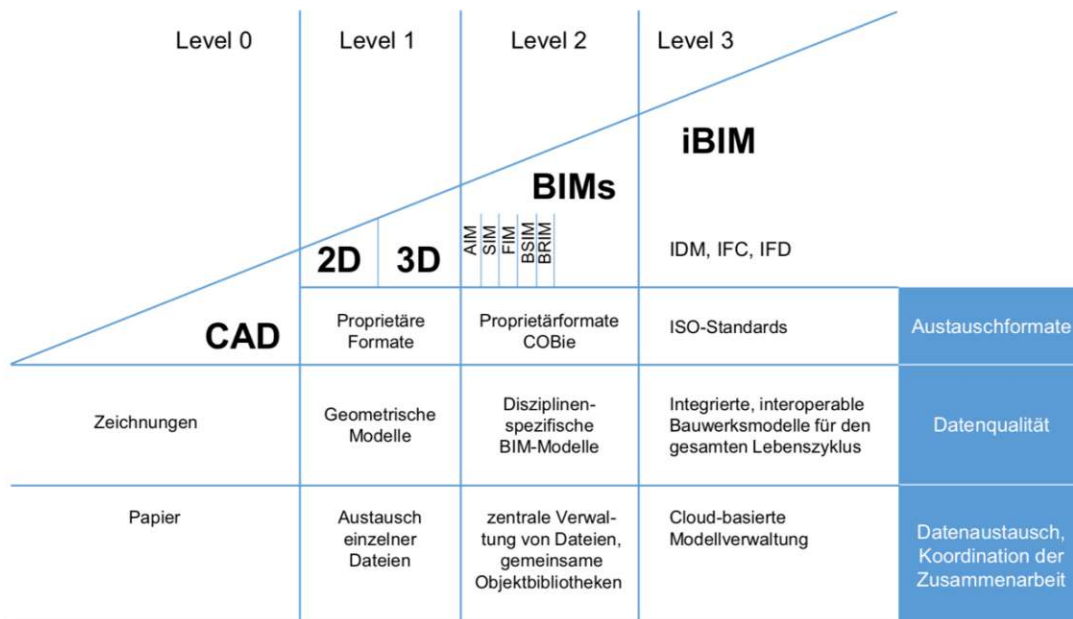 Level 0
Level 1
Level 2
Level 3
iBIM
BIMs
AIM
SIM
FIM
BSIM
BRIM
2D
3D
IDM, IFC, IFD
CAD
Proprietäre
Formate
Proprietärformate
COBie
ISO-Standards
Austauschformate
Zeichnungen
Geometrische
Modelle
Disziplinen-
spezifische
BIM-Modelle
Integrierte, interoperable
Bauwerksmodelle für den
gesamten Lebenszyklus
Datenqualität
Papier
Austausch
einzelner
Dateien
zentrale Verwal-
tung von Dateien,
gemeinsame
Objektbibliotheken
Cloud-basierte
Modellverwaltung
Datenaustausch,
Koordination der
Zusammenarbeit